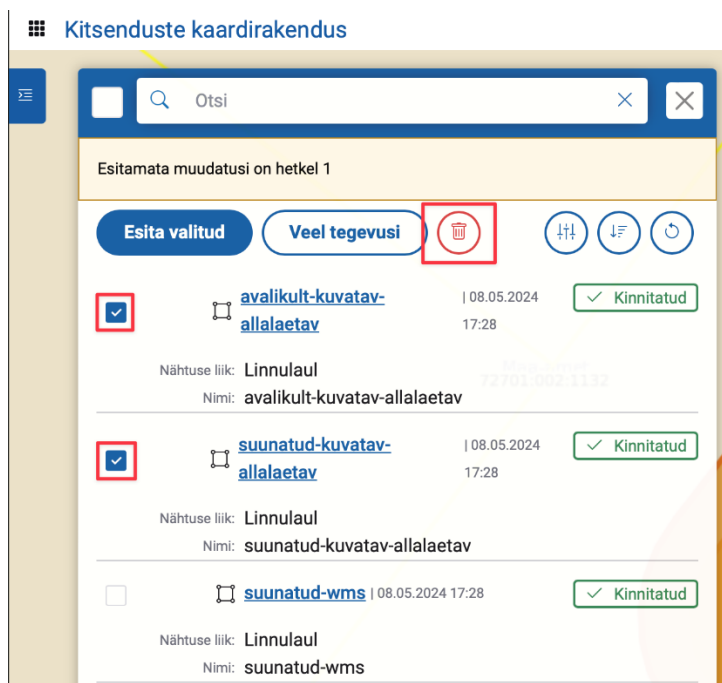 Kitsenduste kaardirakendus
Otsi
Esitamata muudatusi on hetkel 1
Esita valitud Veel tegevusi
avalikult-kuvatav- | 08.05.2024 Kinnitatud
allalaetav 17:28
Nähtuse liik: Linnulaul
72701:002:1132
Nimi: avalikult-kuvatav-allalaetav
suunatud-kuvatav- | 08.05.2024 Kinnitatud
allalaetav 17:28
Nähtuse liik: Linnulaul
Nimi: suunatud-kuvatav-allalaetav
suunatud-wms | 08.05.2024 17:28 Kinnitatud
Nähtuse liik: Linnulaul
Nimi: suunatud-wms